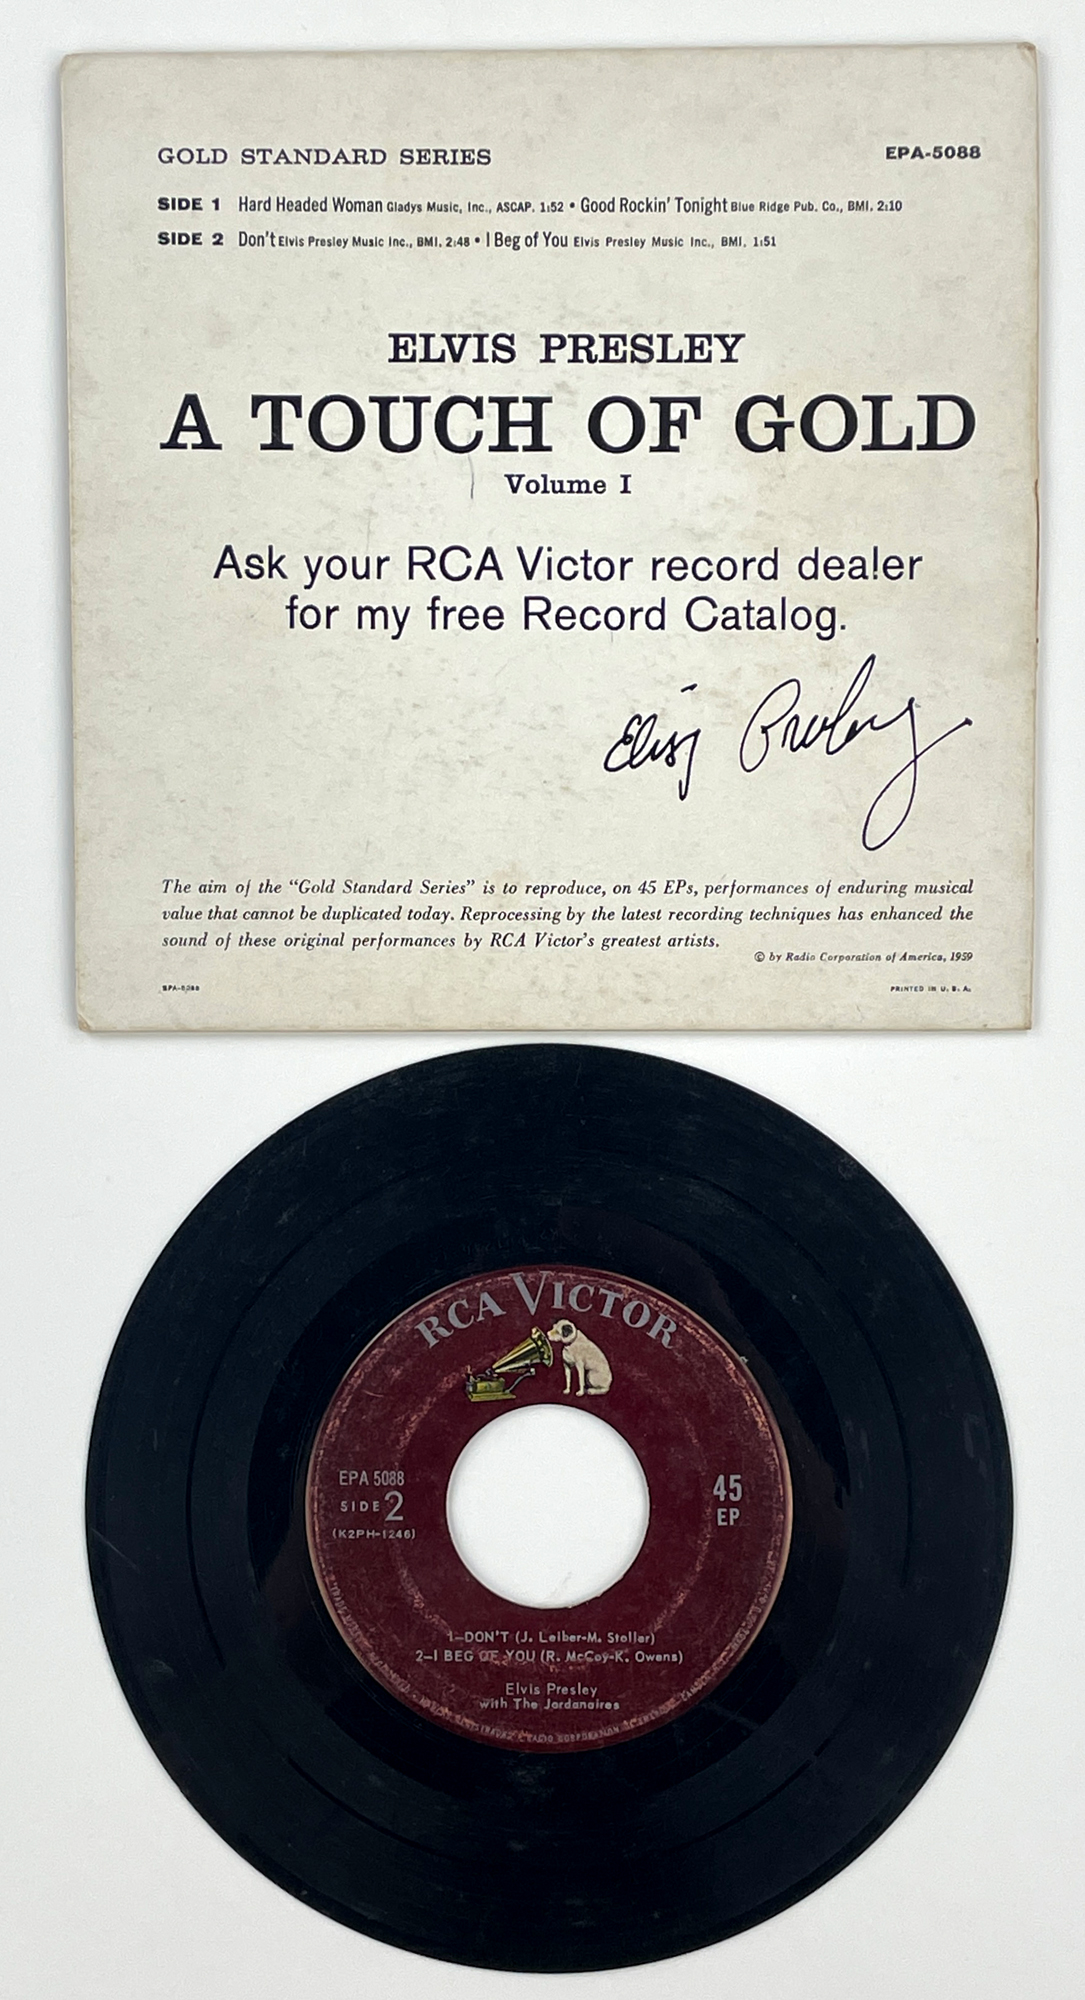 GOLD STANDARD SERIES EPA-5088
SIDE 1 Hard Headed Woman Gladys Music, Inc., ASCAP. 1:52 • Good Rockin' Tonight Blue Ridge Pub. Co., BMI. 2:10
SIDE 2 Don't Elvis Presley Music Inc., BMI. 2:48 • I Beg of You Elvis Presley Music Inc., BMI. 1:51
ELVIS PRESLEY
A TOUCH OF GOLD
Volume I
Ask your RCA Victor record dealer
for my free Record Catalog.
Elvis Presley
The aim of the “Gold Standard Series” is to reproduce, on 45 EPs, performances of enduring musical
value that cannot be duplicated today. Reprocessing by the latest recording techniques has enhanced the
sound of these original performances by RCA Victor's greatest artists.
© by Radio Corporation of America, 1959
EPA-5088 PRINTED IN U. S. A.
RCA VICTOR
EPA 5088
SIDE 2
(K2PH-1246)
45
EP
1—DON'T (J. Leiber-M. Stoller)
2—I BEG OF YOU (R. McCoy-K. Owens)
Elvis Presley
with The Jordanaires
RADIO CORPORATION OF AMERICA